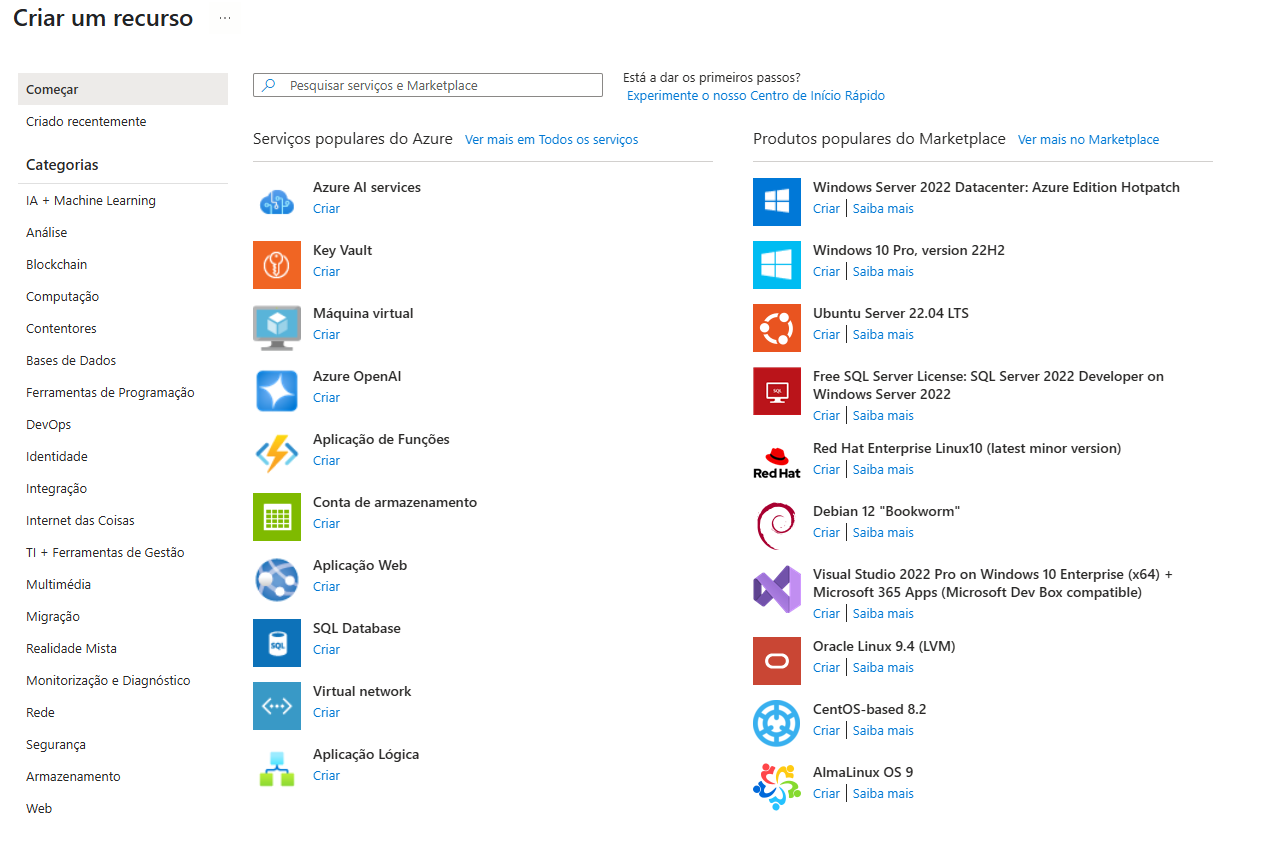 Criar um recurso ...
Começar
Criado recentemente
Categorias
IA + Machine Learning
Análise
Blockchain
Computação
Contentores
Bases de Dados
Ferramentas de Programação
DevOps
Identidade
Integração
Internet das Coisas
TI + Ferramentas de Gestão
Multimédia
Migração
Realidade Mista
Monitorização e Diagnóstico
Rede
Segurança
Armazenamento
Web
Pesquisar serviços e Marketplace
Está a dar os primeiros passos?
Experimente o nosso Centro de Início Rápido
Serviços populares do Azure Ver mais em Todos os serviços
Azure AI services
Criar
Key Vault
Criar
Máquina virtual
Criar
Azure OpenAI
Criar
Aplicação de Funções
Criar
Conta de armazenamento
Criar
Aplicação Web
Criar
SQL
SQL Database
Criar
Virtual network
Criar
Aplicação Lógica
Criar
Produtos populares do Marketplace Ver mais no Marketplace
Windows Server 2022 Datacenter: Azure Edition Hotpatch
Criar | Saiba mais
Windows 10 Pro, version 22H2
Criar | Saiba mais
Ubuntu Server 22.04 LTS
Criar | Saiba mais
SQL
Free SQL Server License: SQL Server 2022 Developer on
Windows Server 2022
Criar | Saiba mais
Red Hat
Red Hat Enterprise Linux10 (latest minor version)
Criar | Saiba mais
Debian 12 "Bookworm"
Criar | Saiba mais
Visual Studio 2022 Pro on Windows 10 Enterprise (x64) +
Microsoft 365 Apps (Microsoft Dev Box compatible)
Criar | Saiba mais
Oracle Linux 9.4 (LVM)
Criar | Saiba mais
CentOS-based 8.2
Criar | Saiba mais
AlmaLinux OS 9
Criar | Saiba mais